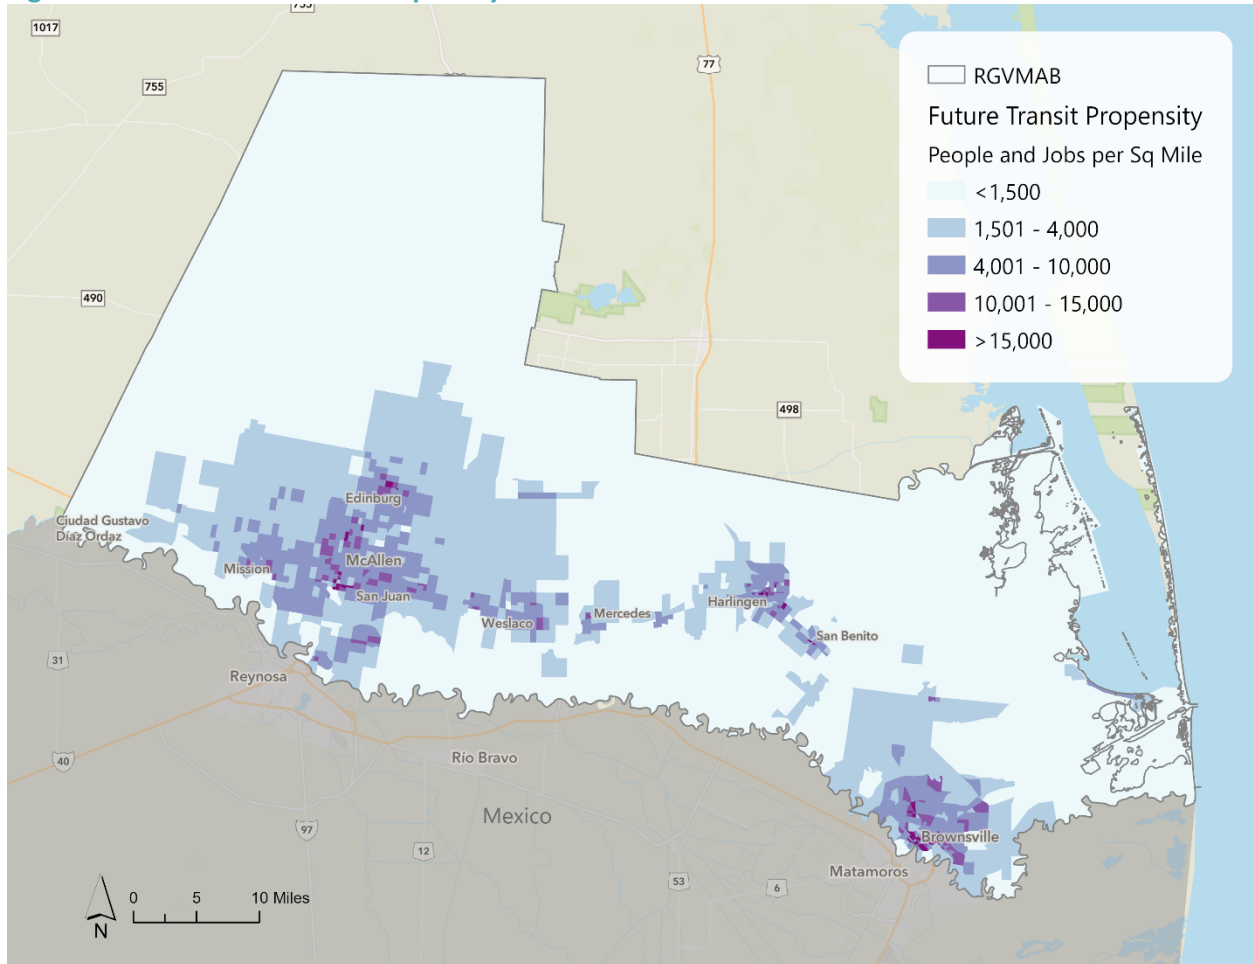 1017
755
77
RGVMAB
Future Transit Propensity
People and Jobs per Sq Mile
<1,500
1,501 - 4,000
4,001 - 10,000
10,001 - 15,000
>15,000
490
498
Edinburg
Ciudad Gustavo
Díaz Ordaz
McAllen
Mission
San Juan
Harlingen
Mercedes
Weslaco
San Benito
31
Reynosa
40
Río Bravo
Mexico
97
12
Brownsville
Matamoros
53
6
0 5 10 Miles
N